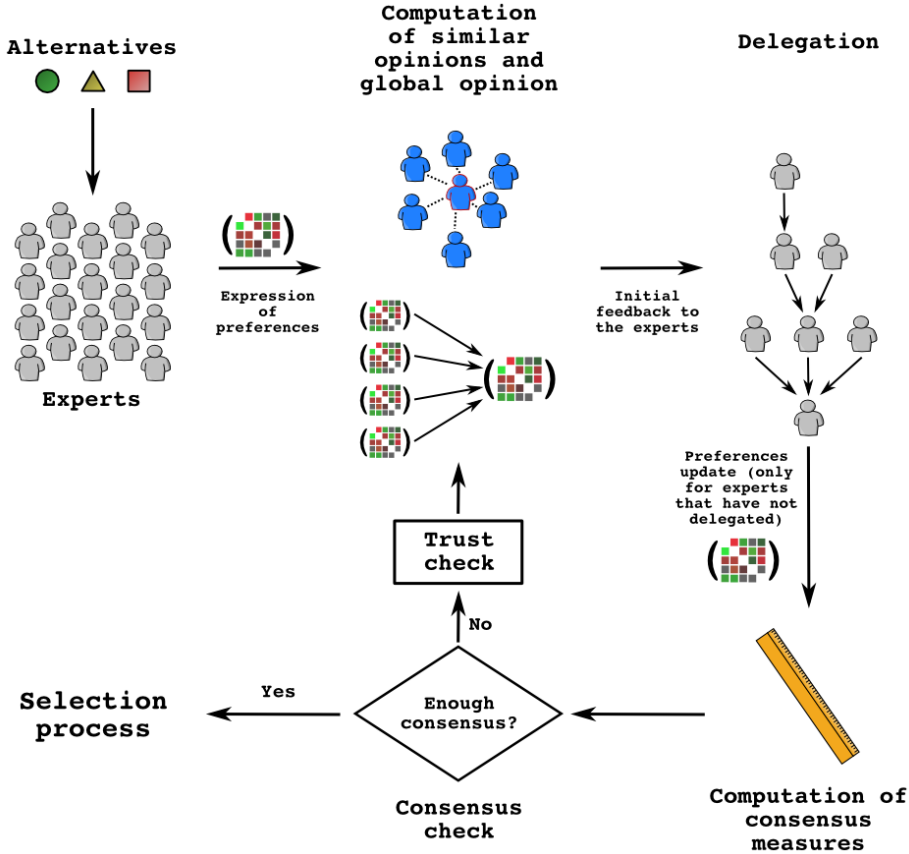 Alternatives
Experts
Expression
of
preferences
Computation
of similar
opinions and
global opinion
Initial
feedback to
the experts
Delegation
Preferences
update (only
for experts
that have not
delegated)
Computation of
consensus
measures
Enough
consensus?
Consensus
check
No
Trust
check
Yes
Selection
process